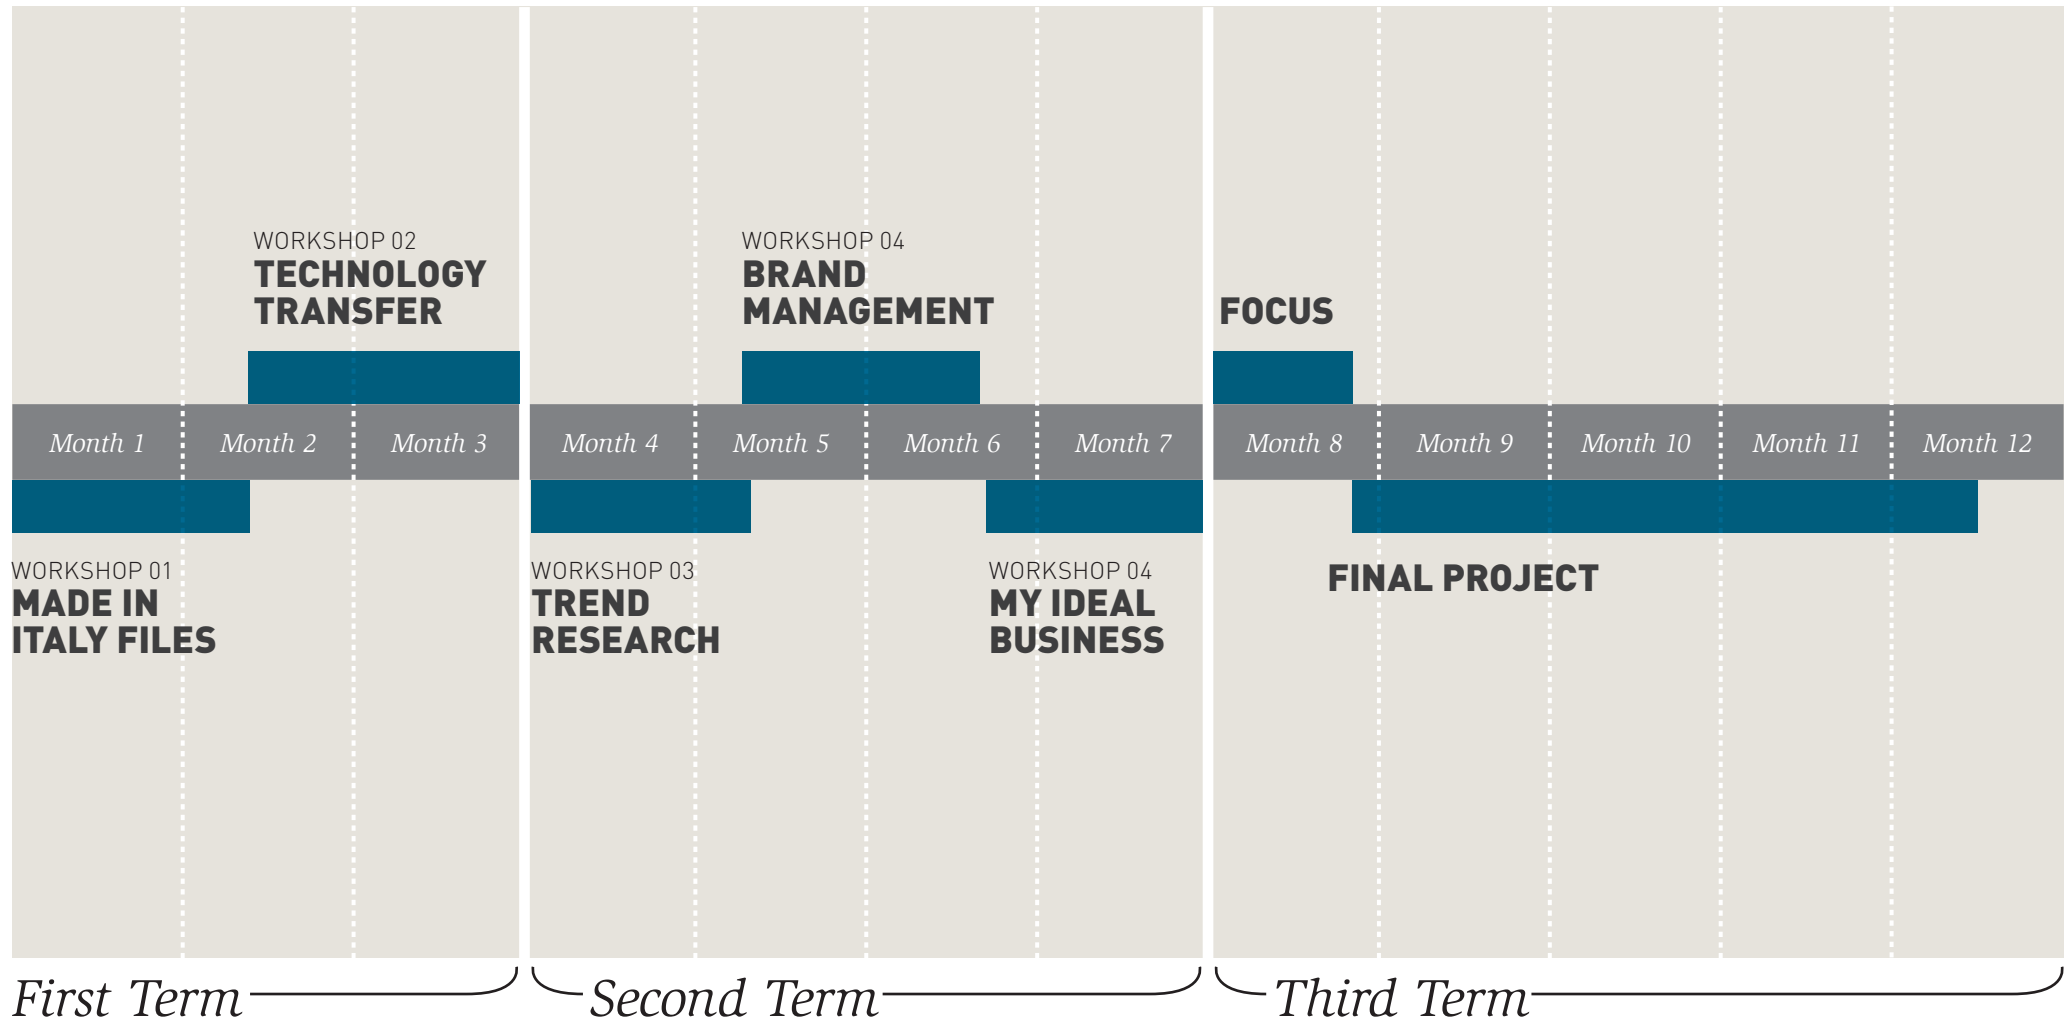 WORKSHOP 02
TECHNOLOGY
TRANSFER
WORKSHOP 04
BRAND
MANAGEMENT
FOCUS
Month 1
Month 2
Month 3
Month 4
Month 5
Month 6
Month 7
Month 8
Month 9
Month 10
Month 11
Month 12
WORKSHOP 01
MADE IN
ITALY FILES
WORKSHOP 03
TREND
RESEARCH
WORKSHOP 04
MY IDEAL
BUSINESS
FINAL PROJECT
First Term
Second Term
Third Term